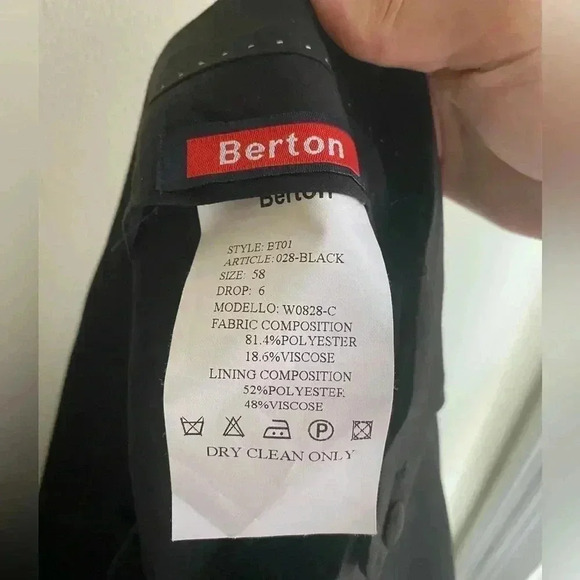 Berton
Berton
STYLE: BT01
ARTICLE: 028-BLACK
SIZE: 58
DROP: 6
MODELLO: W0828-C
FABRIC COMPOSITION
81.4%POLYESTER
18.6%VISCOSE
LINING COMPOSITION
52%POLYESTER
48%VISCOSE
P
DRY CLEAN ONLY